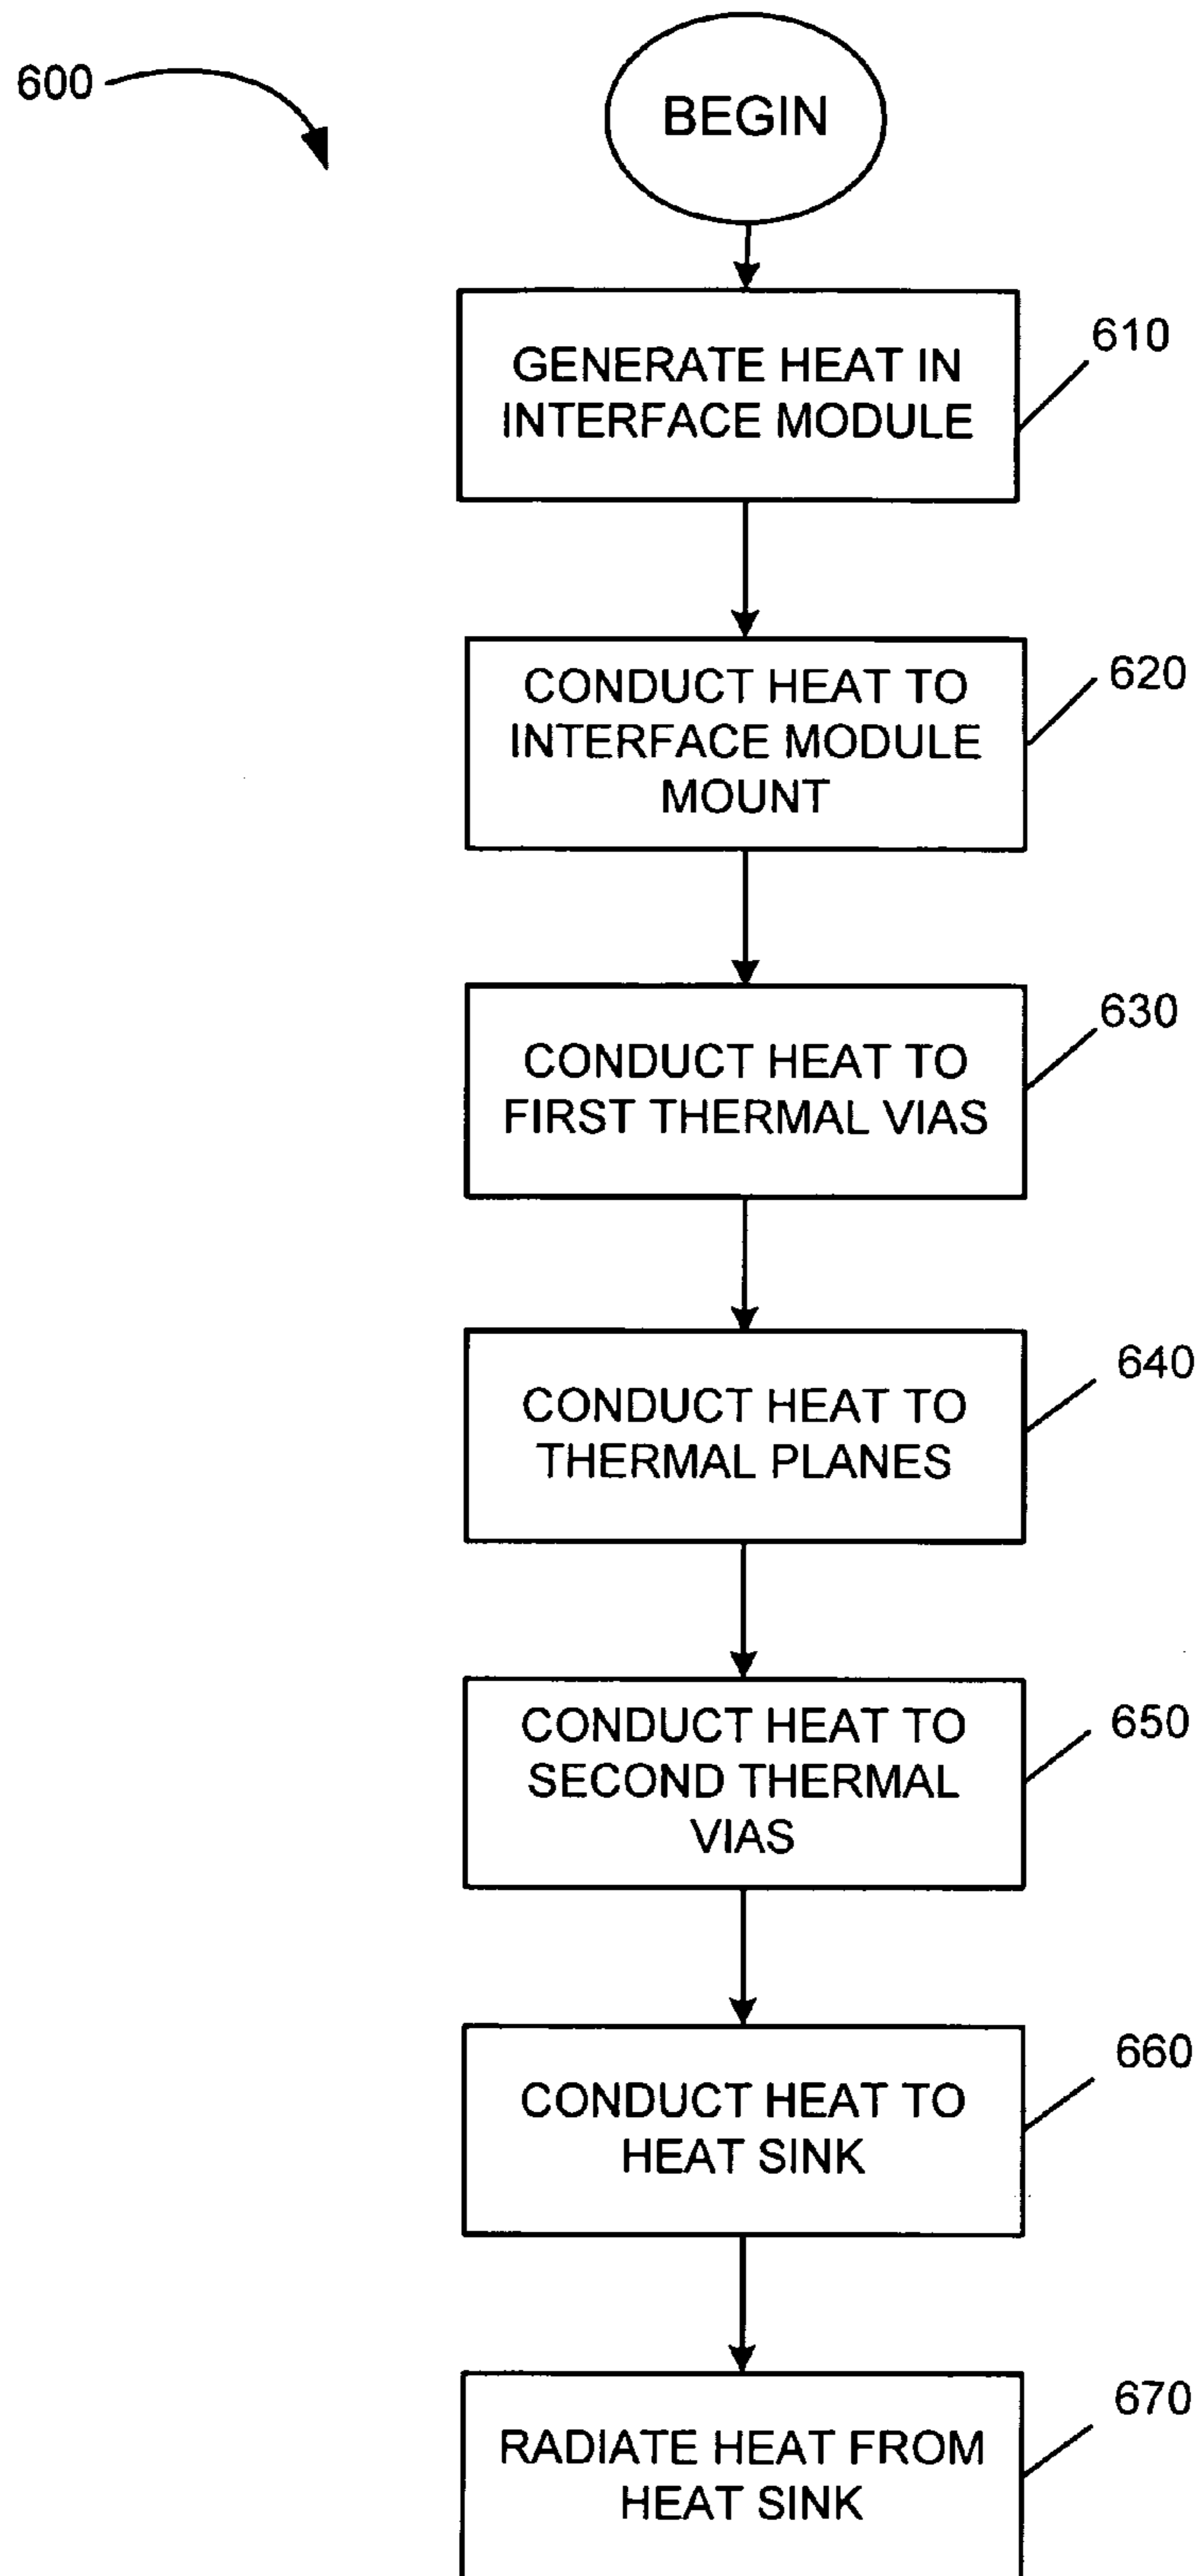 600
BEGIN
GENERATE HEAT IN
INTERFACE MODULE
610
CONDUCT HEAT TO
INTERFACE MODULE
MOUNT
620
CONDUCT HEAT TO
FIRST THERMAL VIAS
630
CONDUCT HEAT TO
THERMAL PLANES
640
CONDUCT HEAT TO
SECOND THERMAL
VIAS
650
CONDUCT HEAT TO
HEAT SINK
660
RADIATE HEAT FROM
HEAT SINK
670